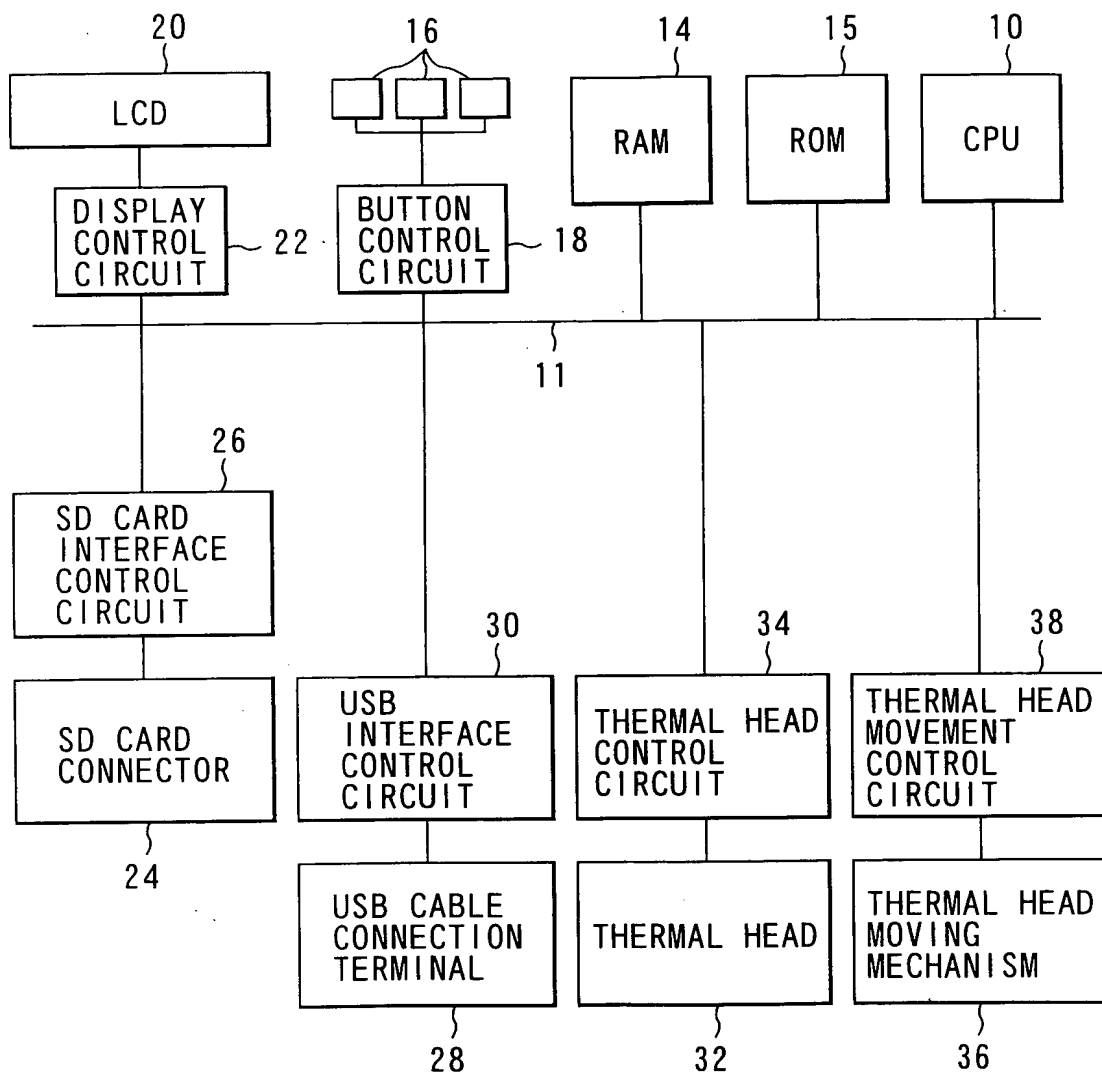 20
16
14
15
10
LCD
RAM
ROM
CPU
DISPLAY
CONTROL
CIRCUIT
22
BUTTON
CONTROL
CIRCUIT
18
11
26
SD CARD
INTERFACE
CONTROL
CIRCUIT
30
34
38
SD CARD
CONNECTOR
24
USB
INTERFACE
CONTROL
CIRCUIT
THERMAL HEAD
CONTROL
CIRCUIT
THERMAL HEAD
MOVEMENT
CONTROL
CIRCUIT
USB CABLE
CONNECTION
TERMINAL
THERMAL HEAD
THERMAL HEAD
MOVING
MECHANISM
28
32
36